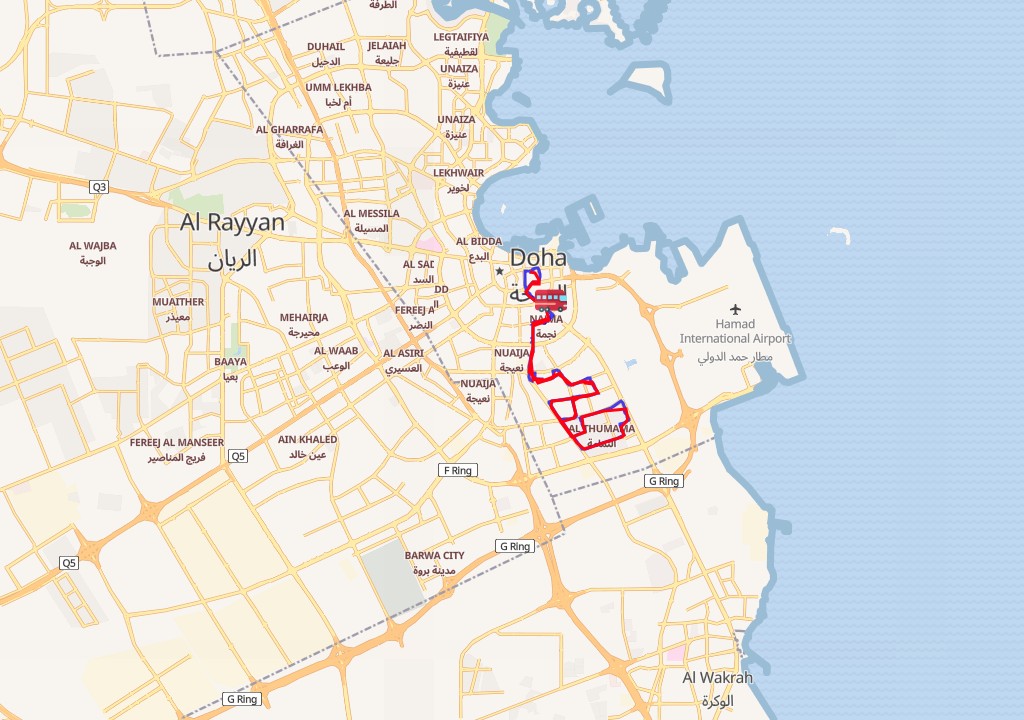 الطرفة
LEGTAIFIYA
لقطيفية
DUHAIL
الدحيل
JELAIAH
جليعة
UNAIZA
عنيزة
UMM LEKHBA
أم لخبا
UNAIZA
عنيزة
AL GHARRAFA
الغرافة
LEKHWAIR
لخوير
Q3
Al Rayyan
الريان
AL MESSILA
المسيلة
AL WAJBA
الوجبة
AL BIDDA
البدع
Doha
AL SAD
السد
DD
MUAITHER
معيذر
MEHAIRJA
محيرجة
FEREEJ A
النصر
نجمة
Hamad
International Airport
مطار حمد الدولي
AL WAAB
الوعب
AL ASIRI
العسيري
NUAIJA
نعيجة
BAAYA
بعيا
NUAIJA
نعيجة
AL THUMAMA
FEREEJ AL MANSEER
فريج المناصير
AIN KHALED
عين خالد
Q5
F Ring
G Ring
G Ring
BARWA CITY
مدينة بروة
Q5
Al Wakrah
الوكرة
G Ring